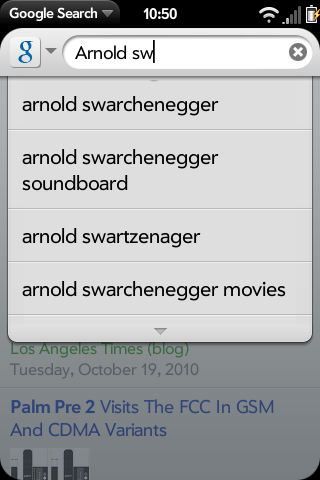 Google Search 10:50
g Arnold sw
arnold swarchenegger
arnold swarchenegger
soundboard
arnold swartzenager
arnold swarchenegger movies
Los Angeles Times (blog)
Tuesday, October 19, 2010
Palm Pre 2 Visits The FCC In GSM
And CDMA Variants